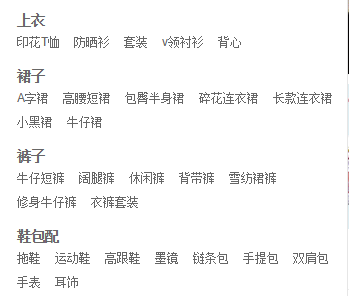 上衣
印花T恤 防晒衫 套装 v领衬衫 背心
裙子
A字裙 高腰短裙 包臀半身裙 碎花连衣裙 长款连衣裙
小黑裙 牛仔裙
裤子
牛仔短裤 阔腿裤 休闲裤 背带裤 雪纺裙裤
修身牛仔裤 衣裤套装
鞋包配
拖鞋 运动鞋 高跟鞋 墨镜 链条包 手提包 双肩包
手表 耳饰